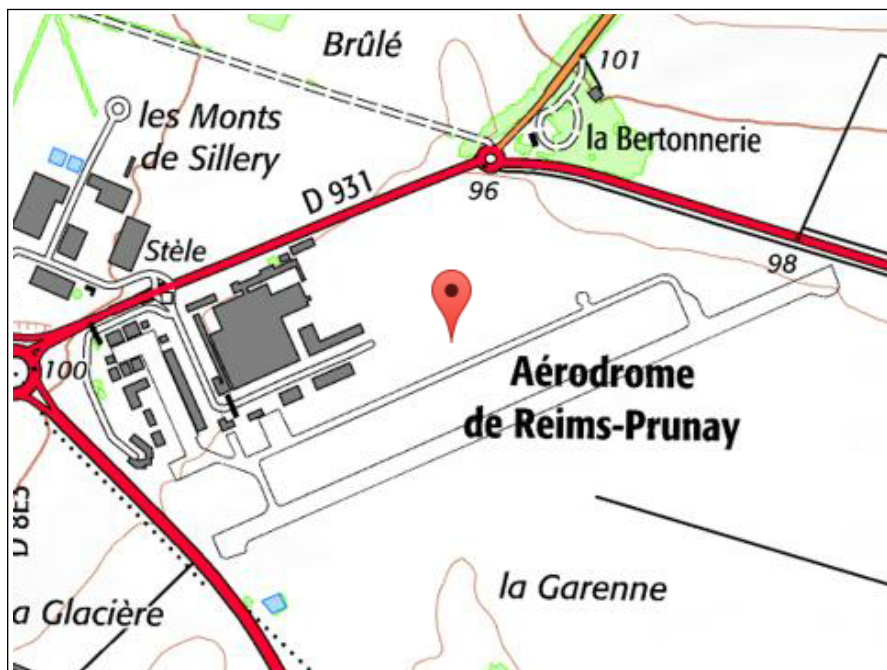 Brûlé
101
les Monts
de Sillery
la Bertonnerie
D 931
96
Stèle
98
100
Aérodrome
de Reims-Prunay
D 8E3
la Garenne
a Glacière